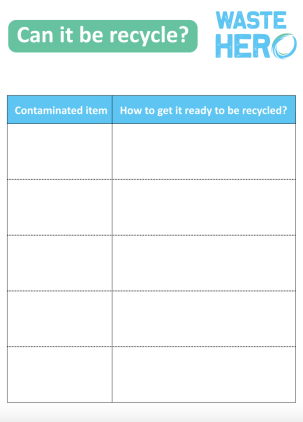 Can it be recycle?
WASTE
HERO
Contaminated item
How to get it ready to be recycled?